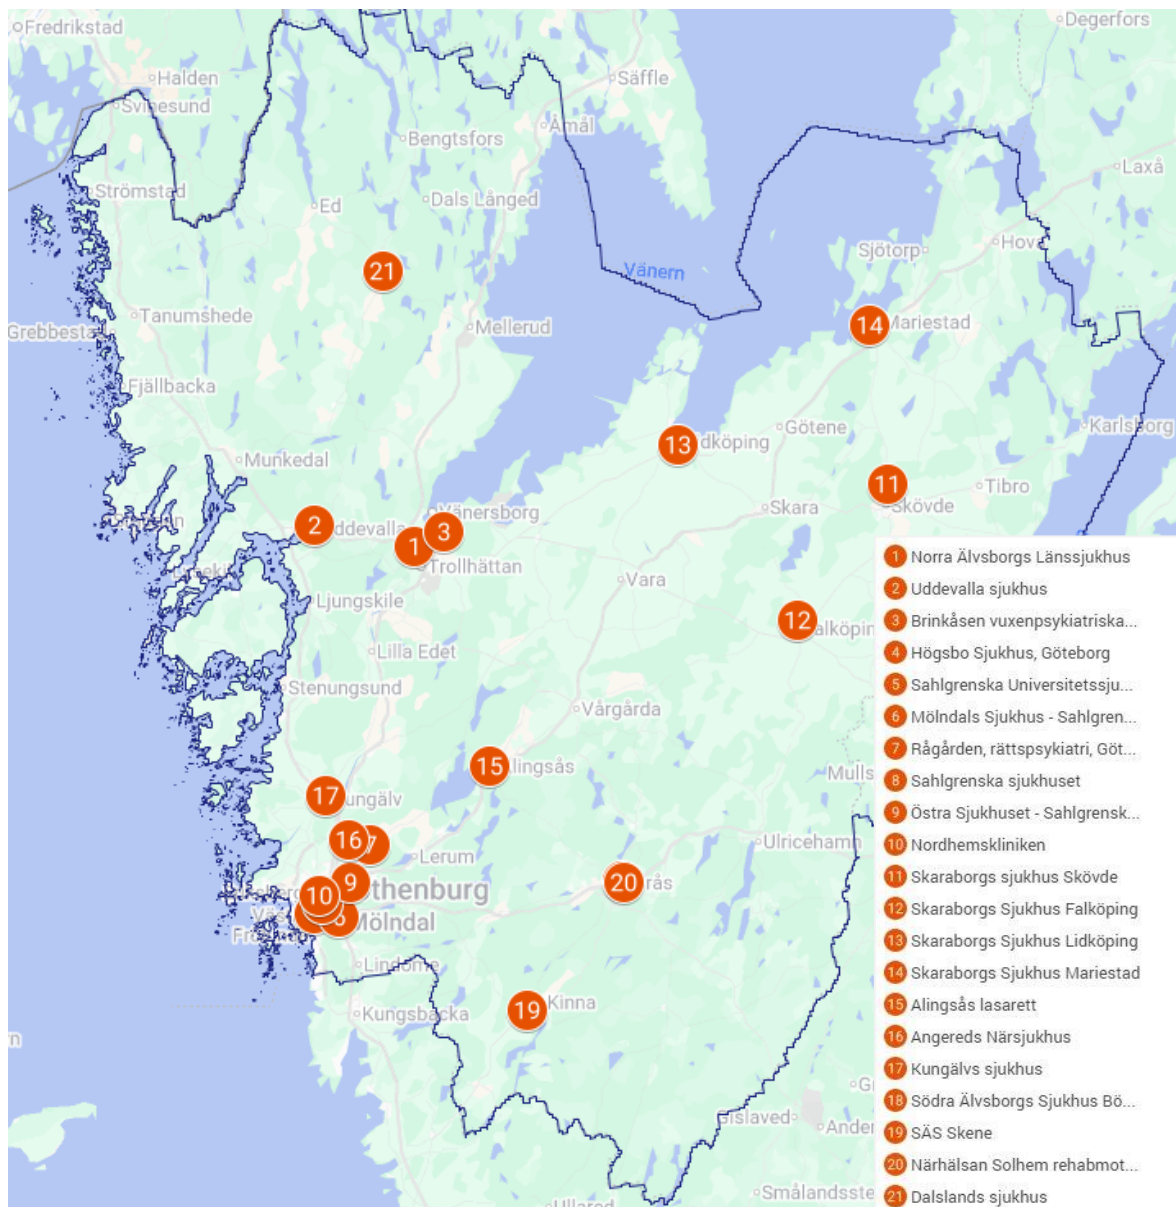 Fredrikstad
Degerfors
Halden
Säffle
Svinesund
Åmål
Bengtsfors
Laxå
Strömstad
Ed
Dals Långed
Sjötorp
Hova
21
Vänern
Tanumshede
14
Mariestad
Grebbestad
Mellerud
Fjällbacka
Götene
Karlsborg
13
dköping
Munkedal
11
Tibro
Skara
Skövde
2
ddevalla
Vänersborg
3
1
Trollhättan
Vara
Ljungskile
12
alköpin
Lilla Edet
Stenungsund
Vårgårda
15
lingsås
Mulls
17
ungälv
16
7
Lerum
Ulricehamn
9
thenburg
20
rås
10
Mölndal
Lindome
19
Kinna
Kungsbacka
n
Gislaved
Ander
Smålandsste
Ullared
1 Norra Älvsborgs Länssjukhus
2 Uddevalla sjukhus
3 Brinkåsen vuxenpsykiatriska...
4 Högsbo Sjukhus, Göteborg
5 Sahlgrenska Universitetssju...
6 Mölndals Sjukhus - Sahlgren...
7 Rågården, rättspsykiatri, Göt...
8 Sahlgrenska sjukhuset
9 Östra Sjukhuset - Sahlgrensk...
10 Nordhemskliniken
11 Skaraborgs sjukhus Skövde
12 Skaraborgs Sjukhus Falköping
13 Skaraborgs Sjukhus Lidköping
14 Skaraborgs Sjukhus Mariestad
15 Alingsås lasarett
16 Angereds Närsjukhus
17 Kungälvs sjukhus
18 Södra Älvsborgs Sjukhus Bo...
19 SÄS Skene
20 Närhälsan Solhem rehabmot...
21 Dalslands sjukhus